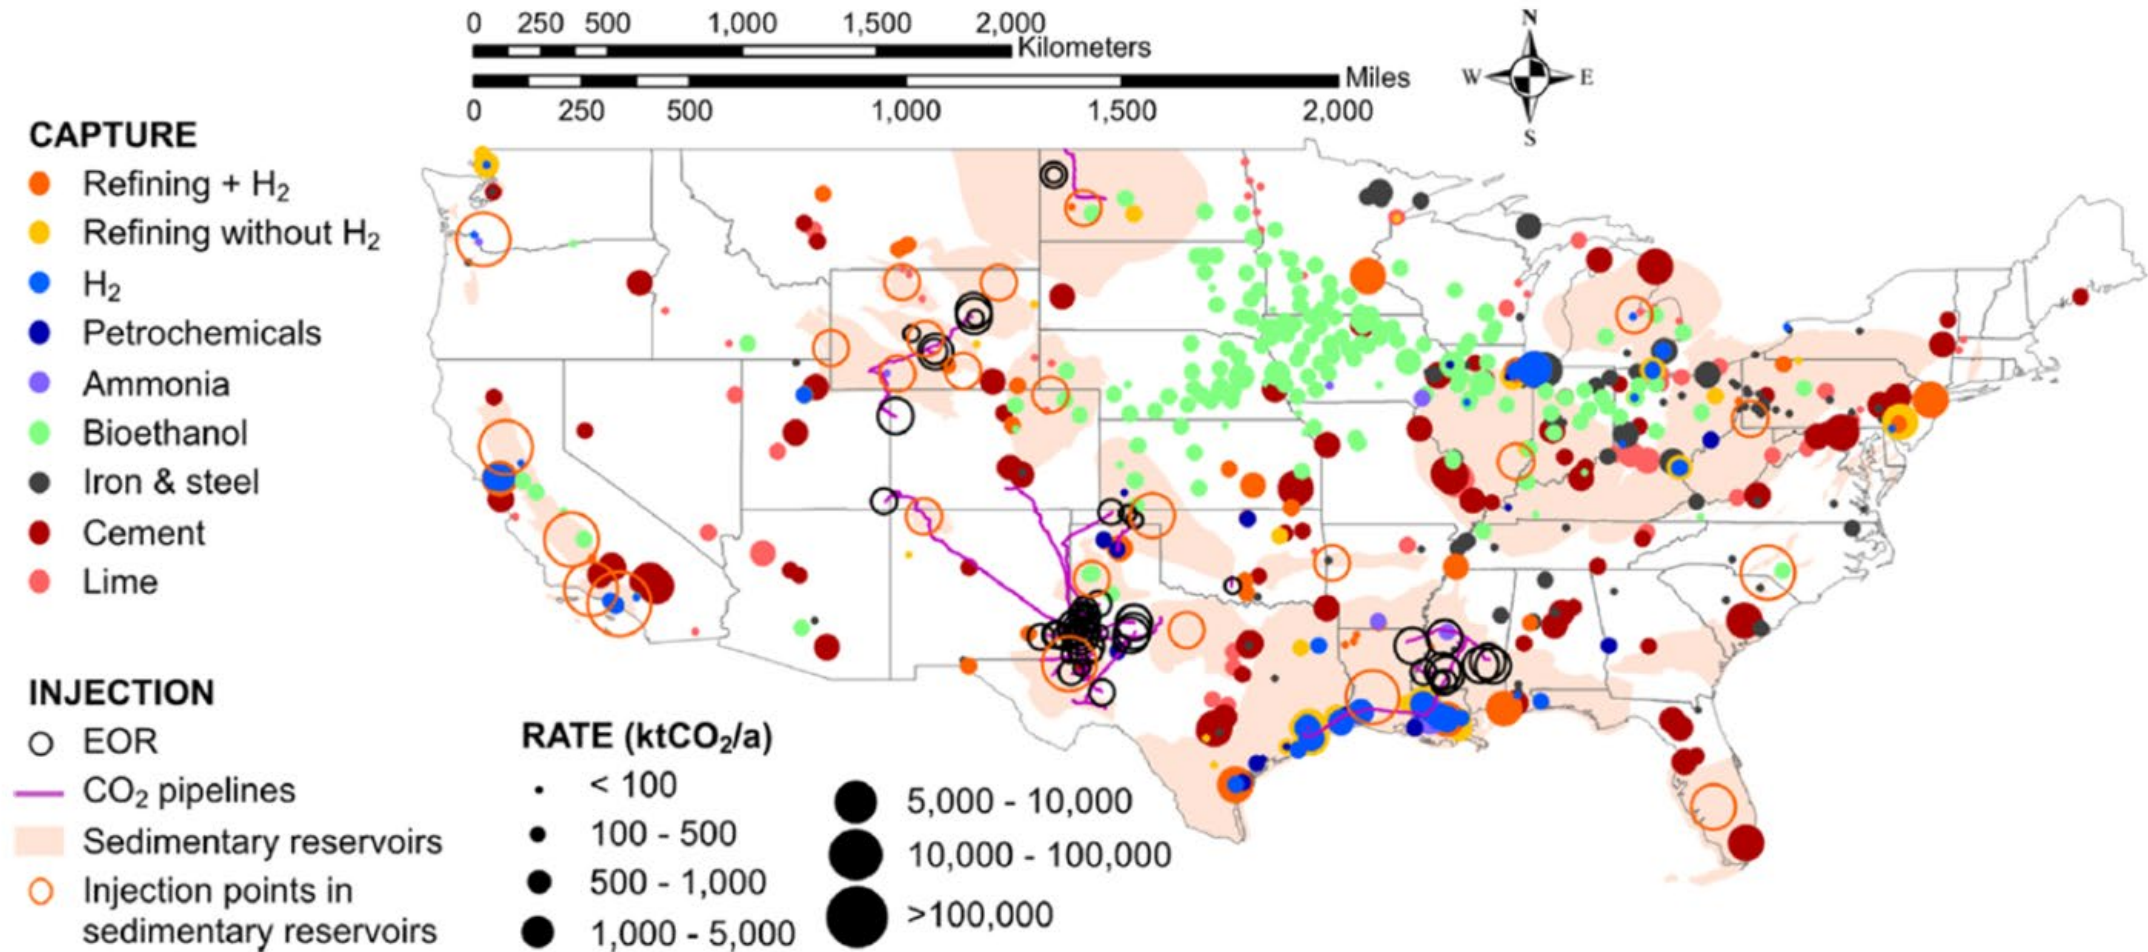 0 250 500 1,000 1,500 2,000
Kilometers
Miles
0 250 500 1,000 1,500 2,000
N
W E
S
CAPTURE
Refining + H₂
Refining without H₂
H₂
Petrochemicals
Ammonia
Bioethanol
Iron & steel
Cement
Lime
INJECTION
EOR
CO₂ pipelines
Sedimentary reservoirs
Injection points in
sedimentary reservoirs
RATE (ktCO₂/a)
< 100
100 - 500
500 - 1,000
1,000 - 5,000
5,000 - 10,000
10,000 - 100,000
>100,000